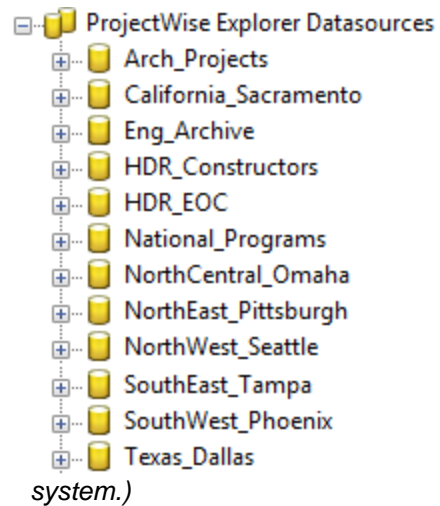 ProjectWise Explorer Datasources
Arch_Projects
California_Sacramento
Eng_Archive
HDR_Constructors
HDR_EOC
National_Programs
NorthCentral_Omaha
NorthEast_Pittsburgh
NorthWest_Seattle
SouthEast_Tampa
SouthWest_Phoenix
Texas_Dallas
system.)